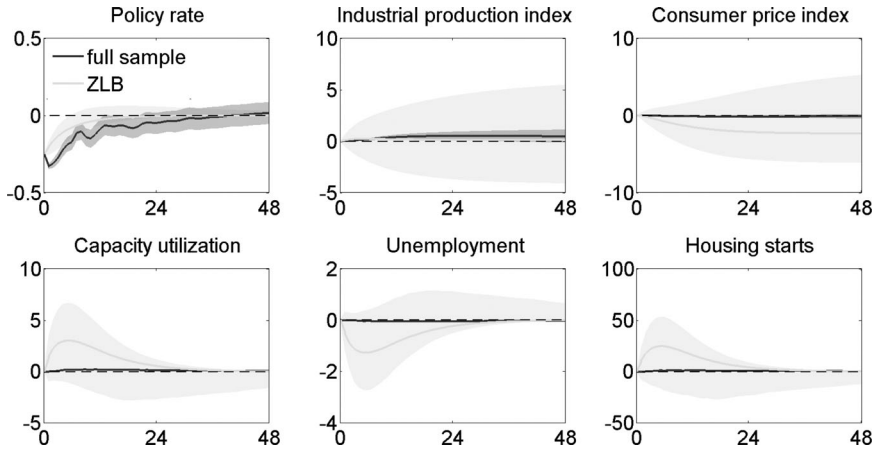 Policy rate
0.5
full sample
ZLB
0
-0.5
0 24 48
Industrial production index
10
5
0
-5
0 24 48
Consumer price index
10
0
-10
0 24 48
Capacity utilization
10
5
0
-5
0 24 48
Unemployment
2
0
-2
-4
0 24 48
Housing starts
100
50
0
-50
0 24 48